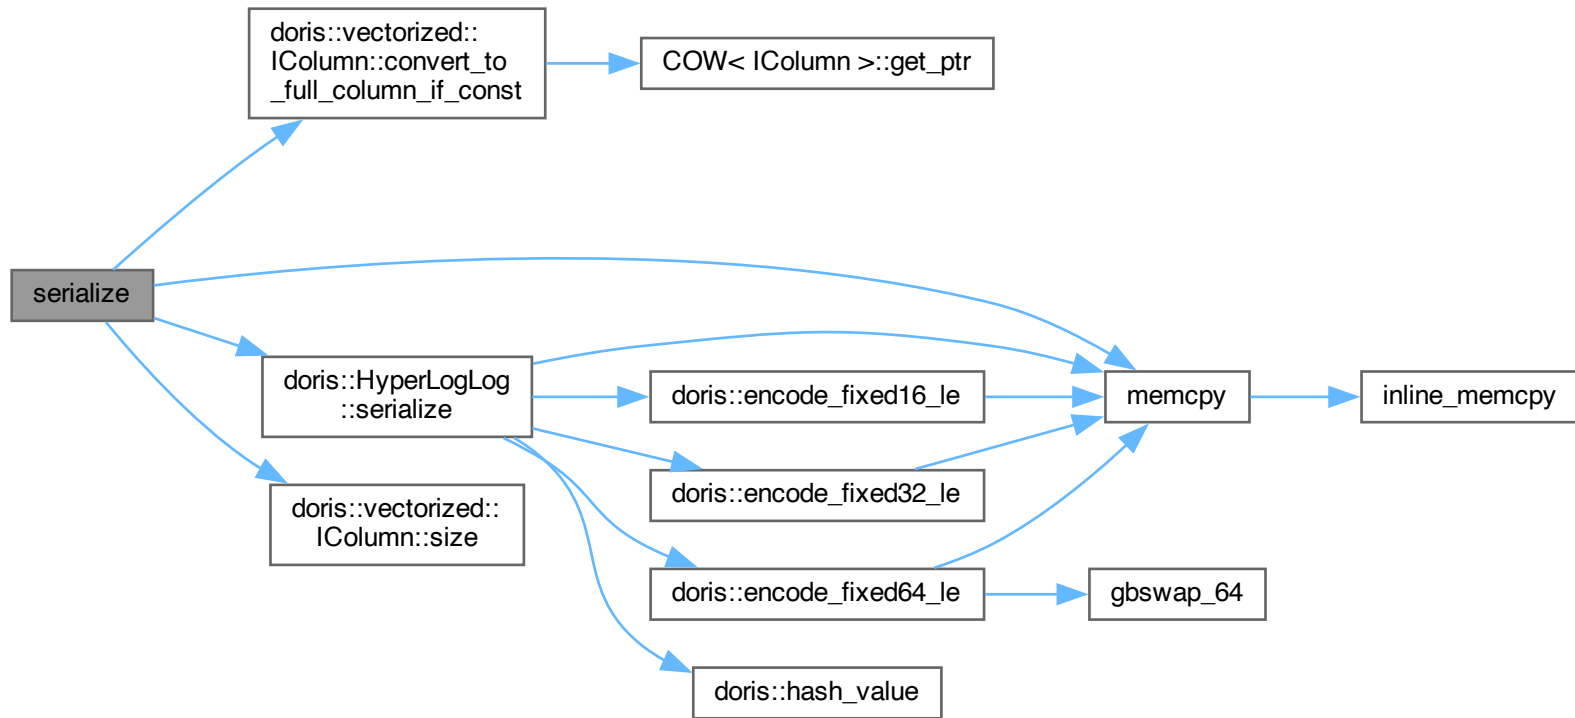 doris::vectorized::
IColumn::convert_to
_full_column_if_const
COW< IColumn >::get_ptr
serialize
doris::HyperLogLog
::serialize
doris::encode_fixed16_le
memcpy
inline_memcpy
doris::encode_fixed32_le
doris::vectorized::
IColumn::size
doris::encode_fixed64_le
gbswap_64
doris::hash_value